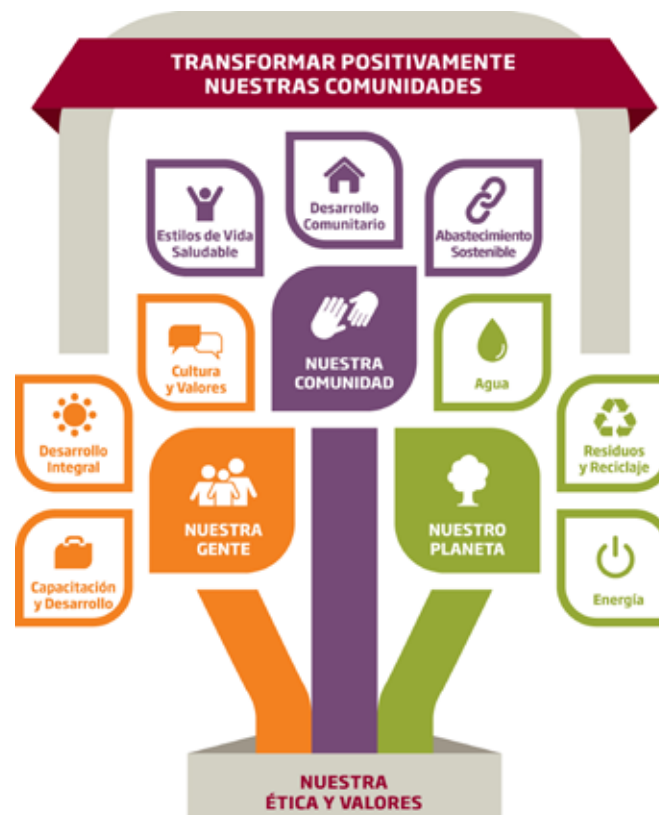 TRANSFORMAR POSITIVAMENTE
NUESTRAS COMUNIDADES
Estilos de Vida
Saludable
Desarrollo
Comunitario
Abastecimiento
Sostenible
Cultura
y Valores
NUESTRA
COMUNIDAD
Agua
Desarrollo
Integral
Residuos
y Reciclaje
NUESTRA
GENTE
NUESTRO
PLANETA
Capacitación
y Desarrollo
Energía
NUESTRA
ÉTICA Y VALORES